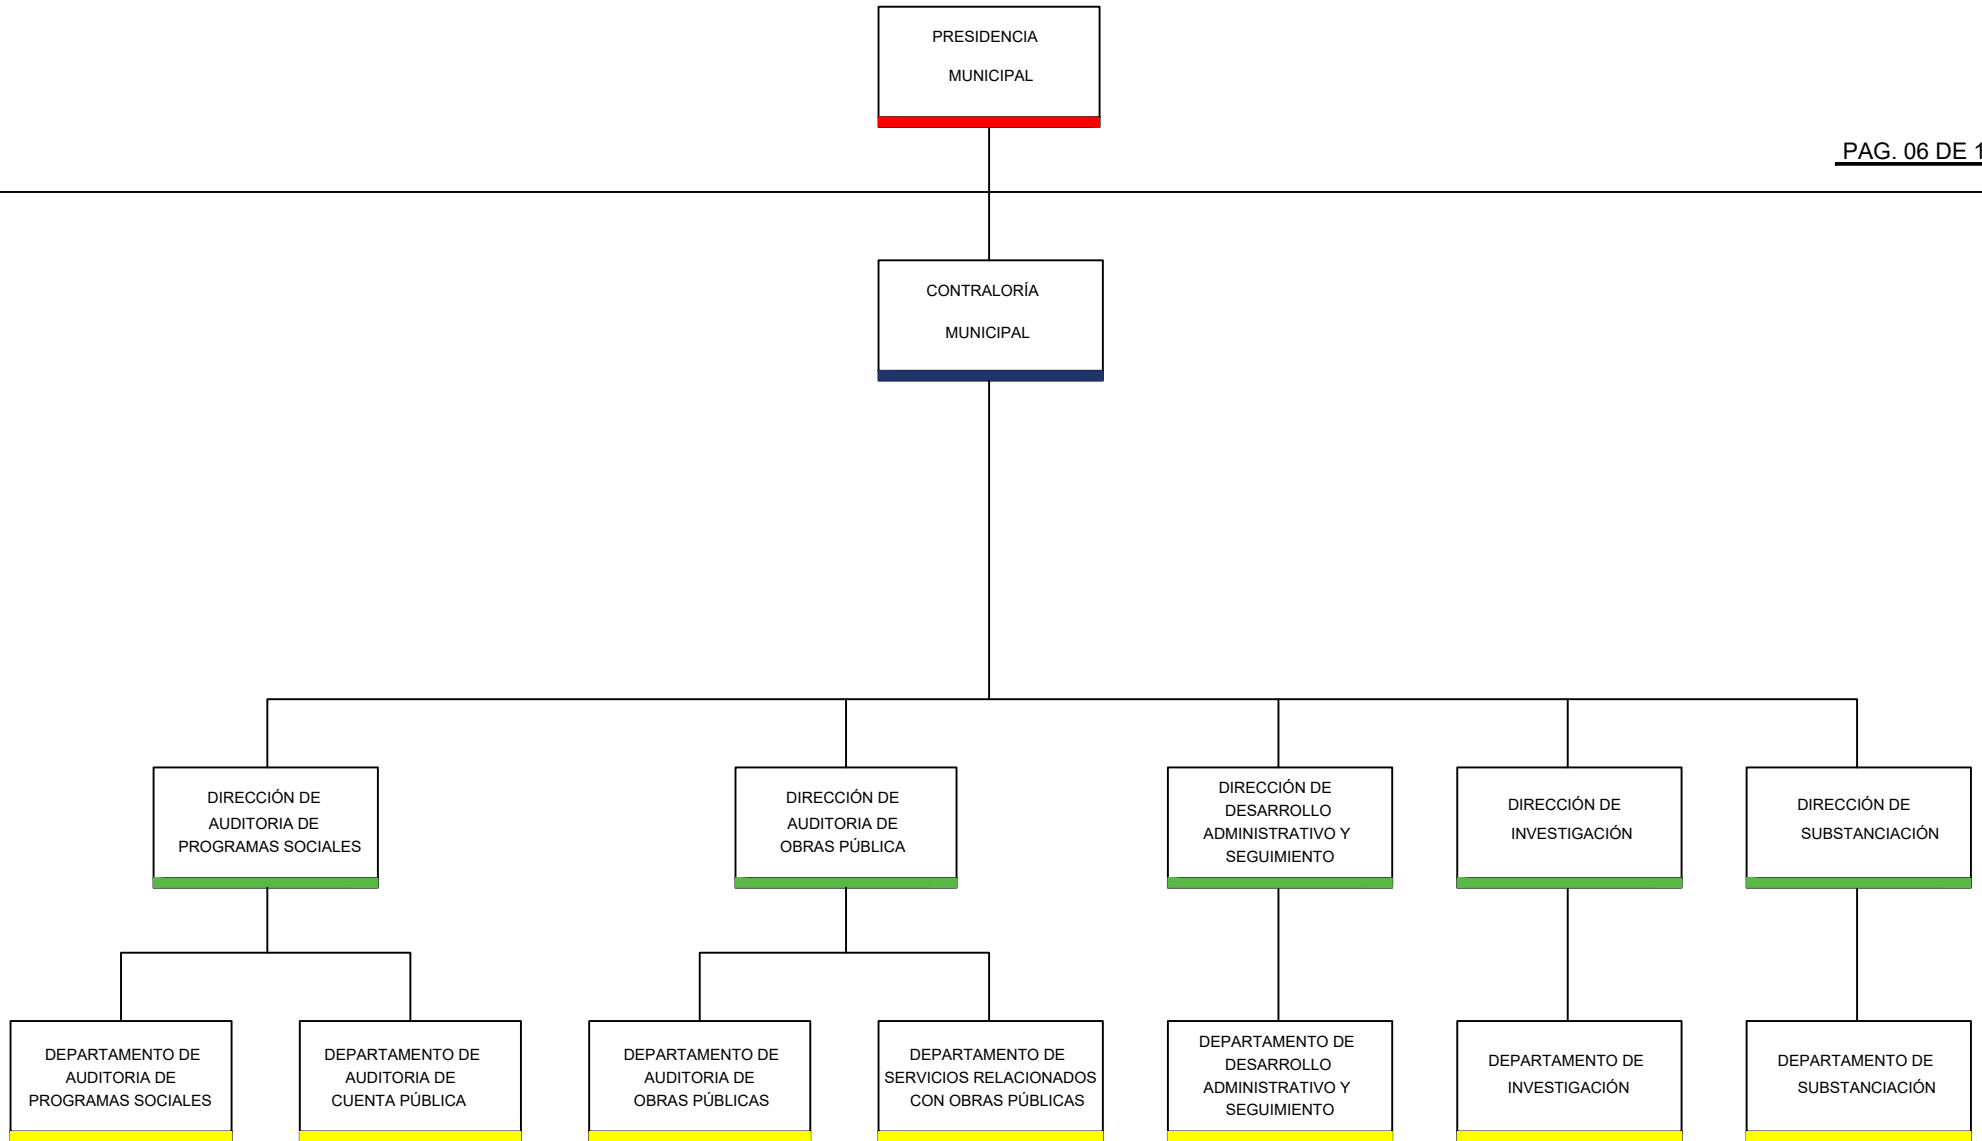 PRESIDENCIA
MUNICIPAL
PAG. 06 DE 1
CONTRALORÍA
MUNICIPAL
DIRECCIÓN DE
AUDITORIA DE
PROGRAMAS SOCIALES
DIRECCIÓN DE
AUDITORIA DE
OBRAS PÚBLICA
DIRECCIÓN DE
DESARROLLO
ADMINISTRATIVO Y
SEGUIMIENTO
DIRECCIÓN DE
INVESTIGACIÓN
DIRECCIÓN DE
SUBSTANCIACIÓN
DEPARTAMENTO DE
AUDITORIA DE
PROGRAMAS SOCIALES
DEPARTAMENTO DE
AUDITORIA DE
CUENTA PÚBLICA
DEPARTAMENTO DE
AUDITORIA DE
OBRAS PÚBLICAS
DEPARTAMENTO DE
SERVICIOS RELACIONADOS
CON OBRAS PÚBLICAS
DEPARTAMENTO DE
DESARROLLO
ADMINISTRATIVO Y
SEGUIMIENTO
DEPARTAMENTO DE
INVESTIGACIÓN
DEPARTAMENTO DE
SUBSTANCIACIÓN